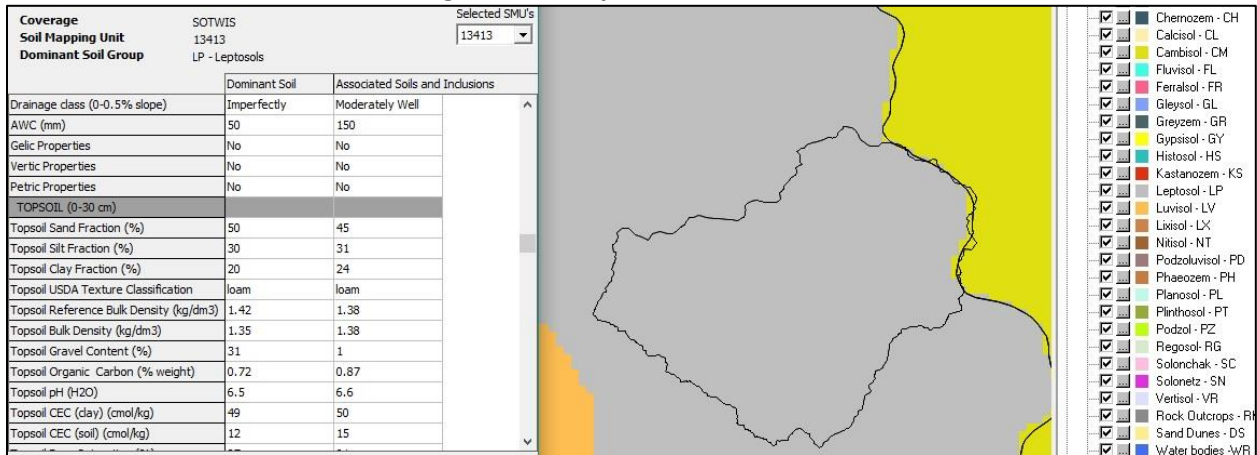 Coverage SOTWIS
Soil Mapping Unit 13413
Dominant Soil Group LP - Leptosols
Selected SMU's
13413
Dominant Soil Associated Soils and Inclusions
Drainage class (0-0.5% slope) Imperfectly Moderately Well
AWC (mm) 50 150
Gelic Properties No No
Vertic Properties No No
Petric Properties No No
TOPSOIL (0-30 cm)
Topsoil Sand Fraction (%) 50 45
Topsoil Silt Fraction (%) 30 31
Topsoil Clay Fraction (%) 20 24
Topsoil USDA Texture Classification loam loam
Topsoil Reference Bulk Density (kg/dm3) 1.42 1.38
Topsoil Bulk Density (kg/dm3) 1.35 1.38
Topsoil Gravel Content (%) 31 1
Topsoil Organic Carbon (% weight) 0.72 0.87
Topsoil pH (H2O) 6.5 6.6
Topsoil CEC (clay) (cmol/kg) 49 50
Topsoil CEC (soil) (cmol/kg) 12 15
Chernozem - CH
Calcisol - CL
Cambisol - CM
Fluvisol - FL
Ferralsol - FR
Gleysol - GL
Greyzem - GR
Gypsisol - GY
Histosol - HS
Kastanozem - KS
Leptosol - LP
Luvisol - LV
Lixisol - LX
Nitisol - NT
Podzoluvisol - PD
Phaeozem - PH
Planosol - PL
Plinthosol - PT
Podzol - PZ
Regosol- RG
Solonchak - SC
Solonetz - SN
Vertisol - VR
Rock Outcrops -
Sand Dunes - DS
Water bodies -WR